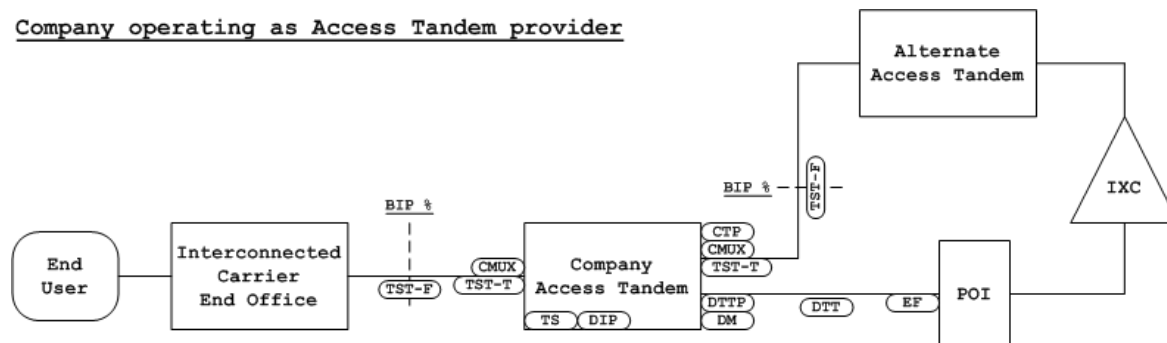 Company operating as Access Tandem provider
Alternate
Access Tandem
TST-F
BIP %
IXC
BIP %
End
User
Interconnected
Carrier
End Office
TST-F
CMUX
TST-T
Company
Access Tandem
TS
DIP
CTP
CMUX
TST-T
DTTP
DM
DTT
EF
POI